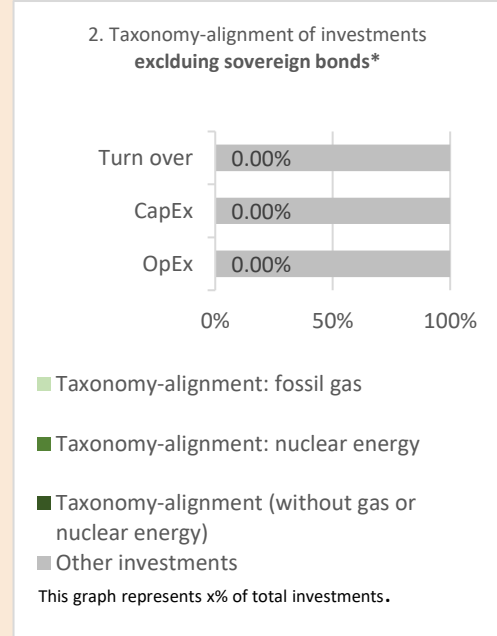 2. Taxonomy-alignment of investments
exclduing sovereign bonds*
Turn over
0.00%
CapEx
0.00%
OpEx
0.00%
0%
50%
100%
Taxonomy-alignment: fossil gas
Taxonomy-alignment: nuclear energy
Taxonomy-alignment (without gas or
nuclear energy)
Other investments
This graph represents x% of total investments.